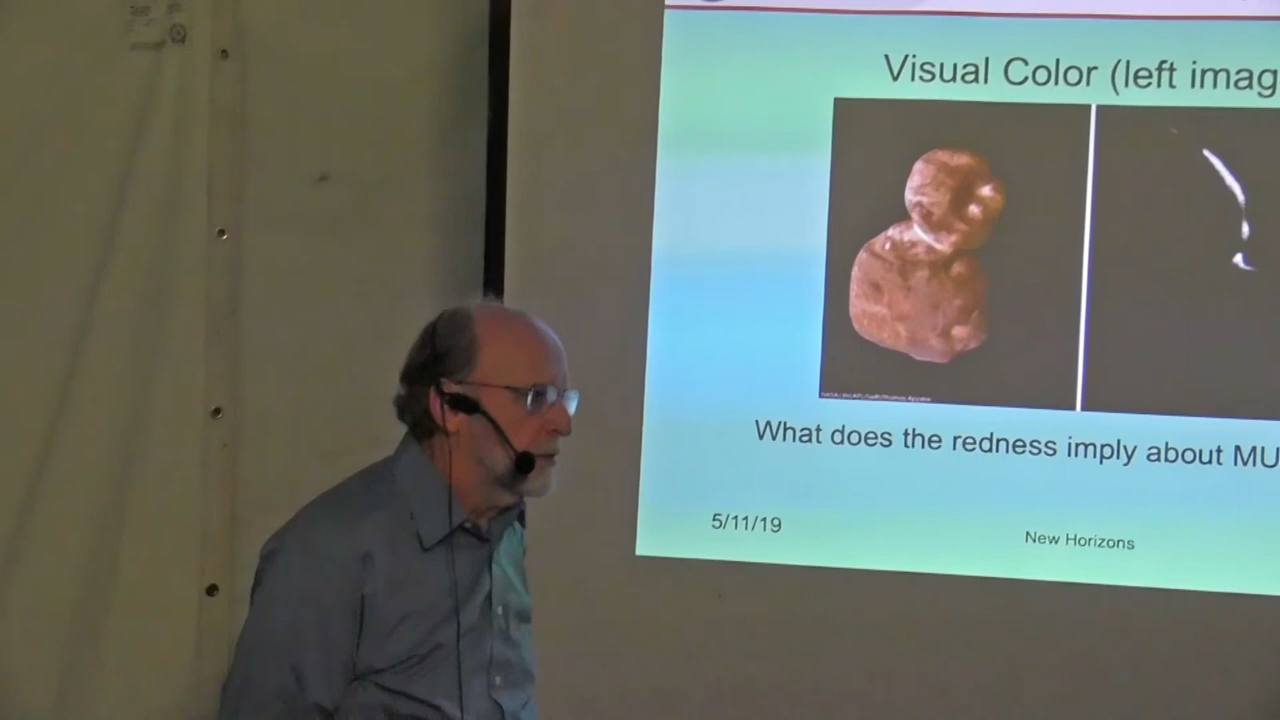 Visual Color (left imag
What does the redness imply about MU
5/11/19
New Horizons